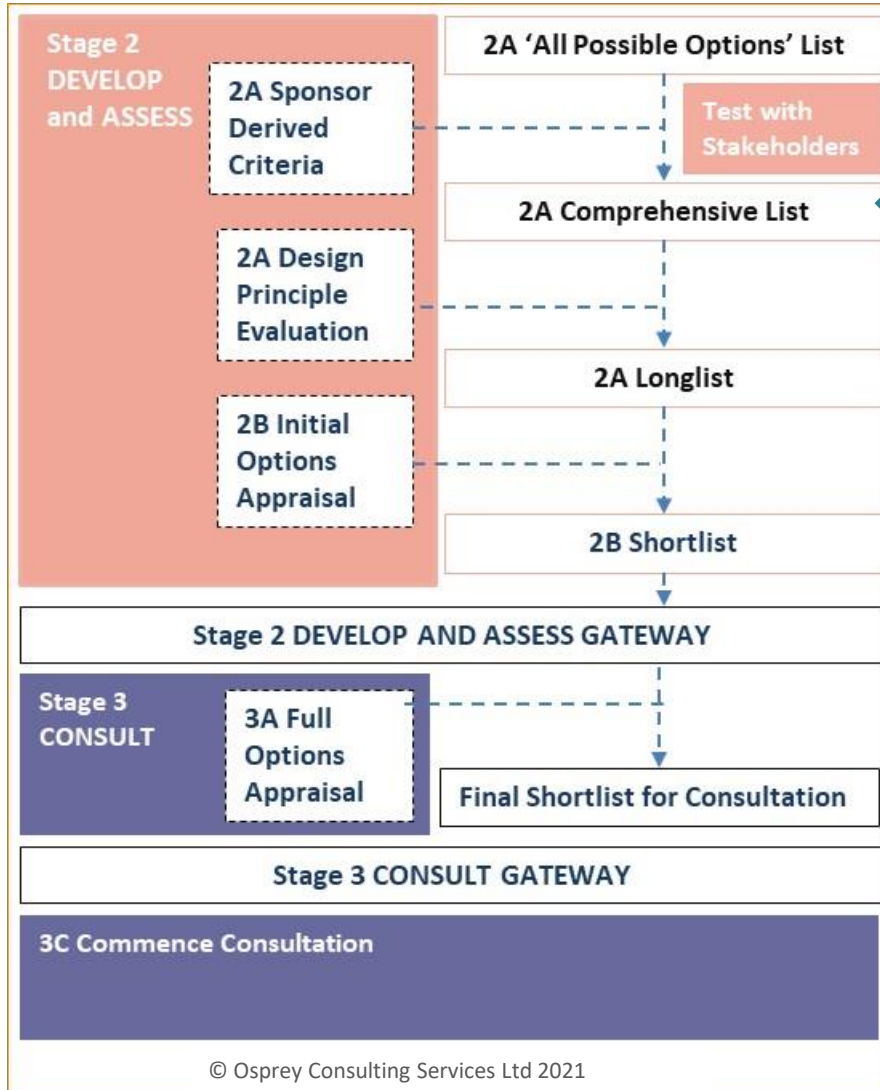 Stage 2
DEVELOP
and ASSESS
2A ‘All Possible Options’ List
2A Sponsor
Derived
Criteria
Test with
Stakeholders
2A Comprehensive List
2A Design
Principle
Evaluation
2A Longlist
2B Initial
Options
Appraisal
2B Shortlist
Stage 2 DEVELOP AND ASSESS GATEWAY
Stage 3
CONSULT
3A Full
Options
Appraisal
Final Shortlist for Consultation
Stage 3 CONSULT GATEWAY
3C Commence Consultation
© Osprey Consulting Services Ltd 2021